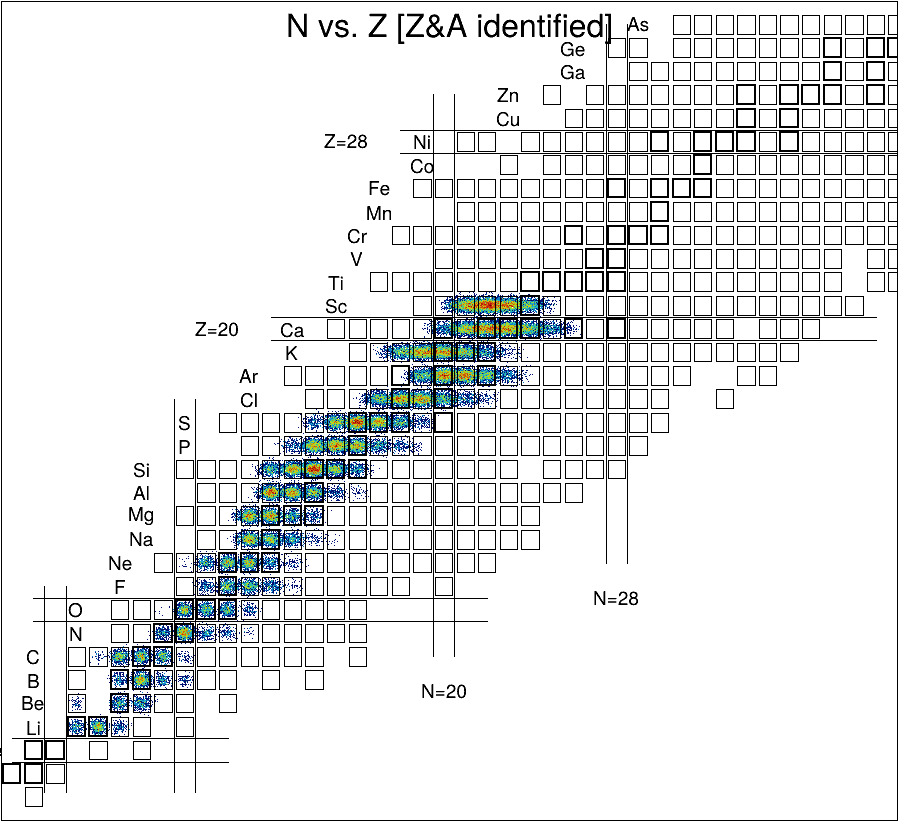 N vs. Z [Z&A identified]
As
Ge
Ga
Zn
Cu
Z=28
Ni
Co
Fe
Mn
Cr
V
Ti
Sc
Z=20
Ca
K
Ar
Cl
S
P
Si
Al
Mg
Na
Ne
F
N=28
O
N
C
B
N=20
Be
Li